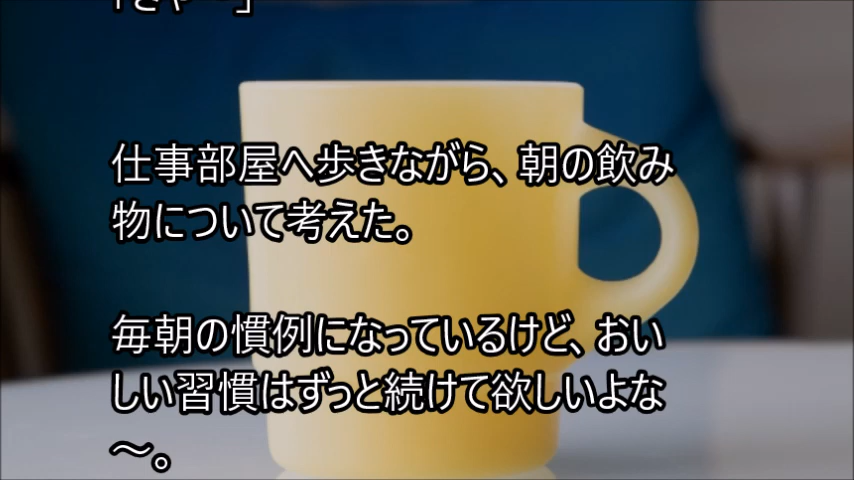 仕事部屋へ歩きながら、朝の飲み
物について考えた。
毎朝の慣例になっているけど、おい
しい習慣はずっと続けて欲しいよな
〜。